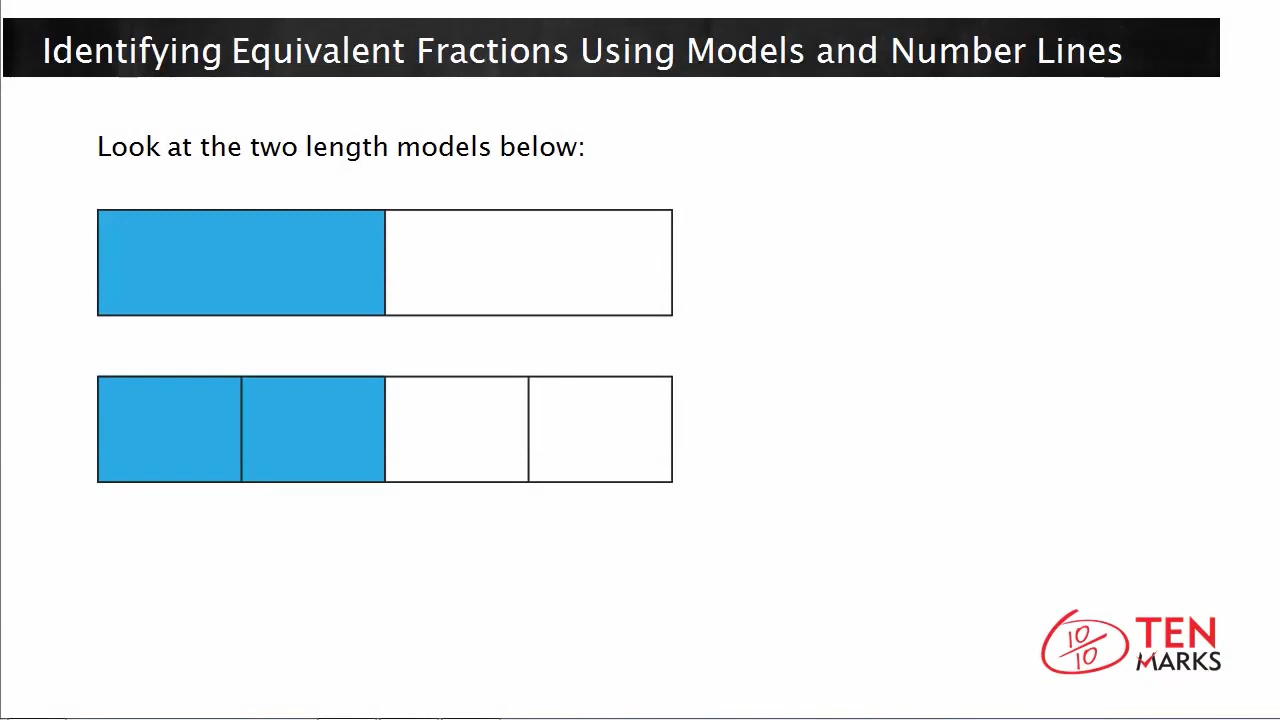 Identifying Equivalent Fractions Using Models and Number Lines
Look at the two length models below:
10
10
TEN
MARKS